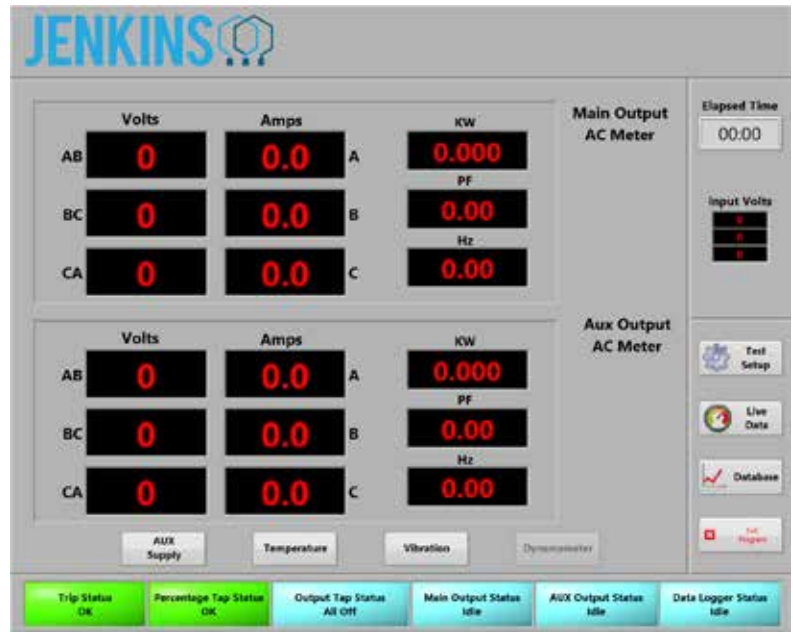 JENKINS
Volts Amps KW Main Output
AC Meter
AB 0 0.0 A 0.000
PF
BC 0 0.0 B 0.00
Hz
CA 0 0.0 C 0.00
Elapsed Time
00:00
Input Volts
Volts Amps KW Aux Output
AC Meter
AB 0 0.0 A 0.000
PF
BC 0 0.0 B 0.00
Hz
CA 0 0.0 C 0.00
Test
Setup
Live
Data
Database
Program
AUX
Supply
Temperature
Vibration
Dynamometer
Trip Status
OK
Percentage Tap Status
OK
Output Tap Status
All Off
Main Output Status
Idle
AUX Output Status
Idle
Data Logger Status
Idle